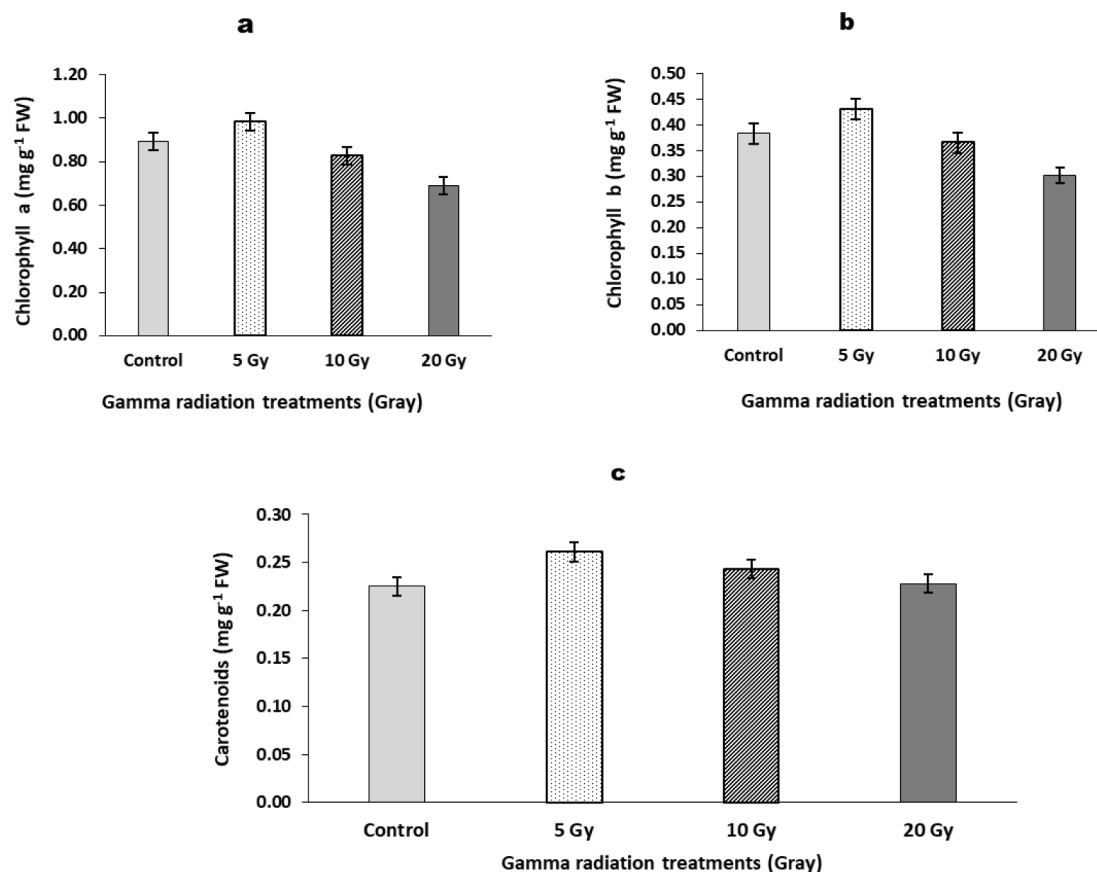 a
1.20
1.00
0.80
0.60
0.40
0.20
0.00
Chlorophyll a (mg g-1 FW)
Control 5 Gy 10 Gy 20 Gy
Gamma radiation treatments (Gray)
b
0.50
0.45
0.40
0.35
0.30
0.25
0.20
0.15
0.10
0.05
0.00
Chlorophyll b (mg g-1 FW)
Control 5 Gy 10 Gy 20 Gy
Gamma radiation treatments (Gray)
c
0.30
0.25
0.20
0.15
0.10
0.05
0.00
Carotenoids (mg g-1 FW)
Control 5 Gy 10 Gy 20 Gy
Gamma radiation treatments (Gray)